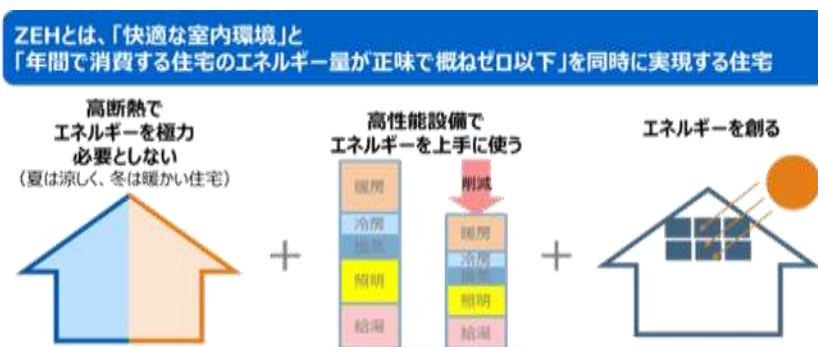 ZEHとは、「快適な室内環境」と
「年間で消費する住宅のエネルギー量が正味で概ねゼロ以下」を同時に実現する住宅
高断熱で
エネルギーを極力
必要としない
(夏は涼しく、冬は暖かい住宅)
高性能設備で
エネルギーを上手に使う
暖房
冷房
換気
照明
給湯
削減
暖房
冷房
換気
照明
給湯
エネルギーを創る